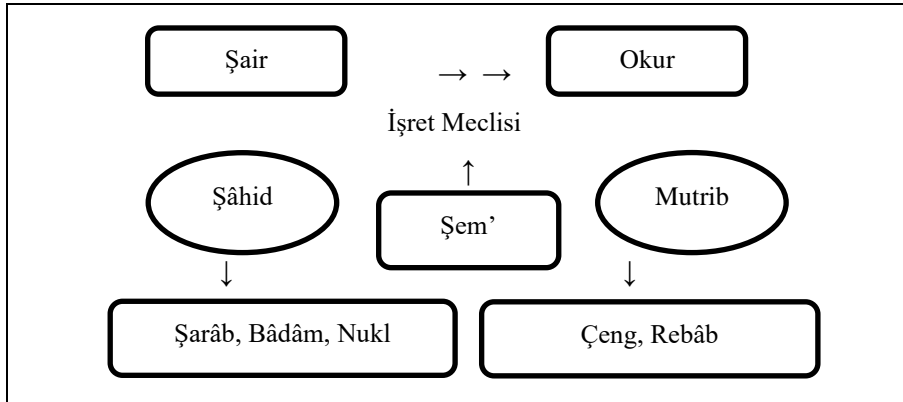 Şair
→ → Okur
İşret Meclisi
↑
Şâhid
Şem’
Mutrib
↓ ↓
Şarâb, Bâdâm, Nukl
Çeng, Rebâb